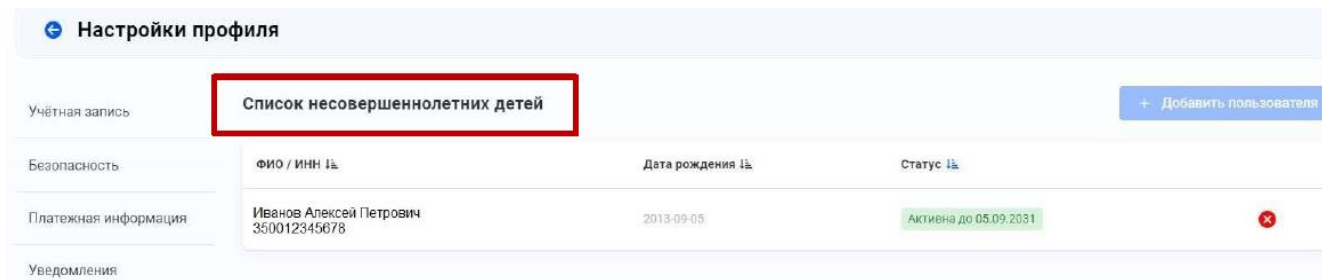 Настройки профиля
Учётная запись
Список несовершеннолетних детей
+ Добавить пользователя
Безопасность
ФИО / ИНН
Дата рождения
Статус
Платежная информация
Иванов Алексей Петрович
350012345678
2013-09-05
Активна до 05.09.2031
Уведомления